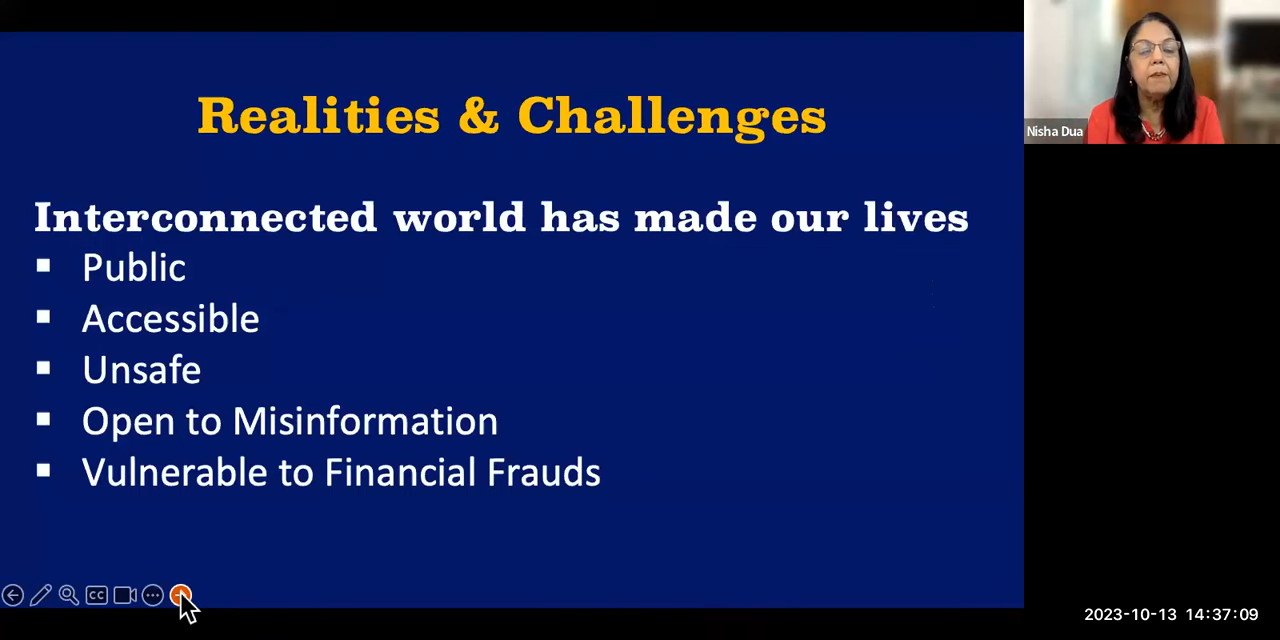 Realities & Challenges
Interconnected world has made our lives
▪ Public
▪ Accessible
▪ Unsafe
▪ Open to Misinformation
▪ Vulnerable to Financial Frauds
Nisha Dua
CC
2023-10-13 14:37:09